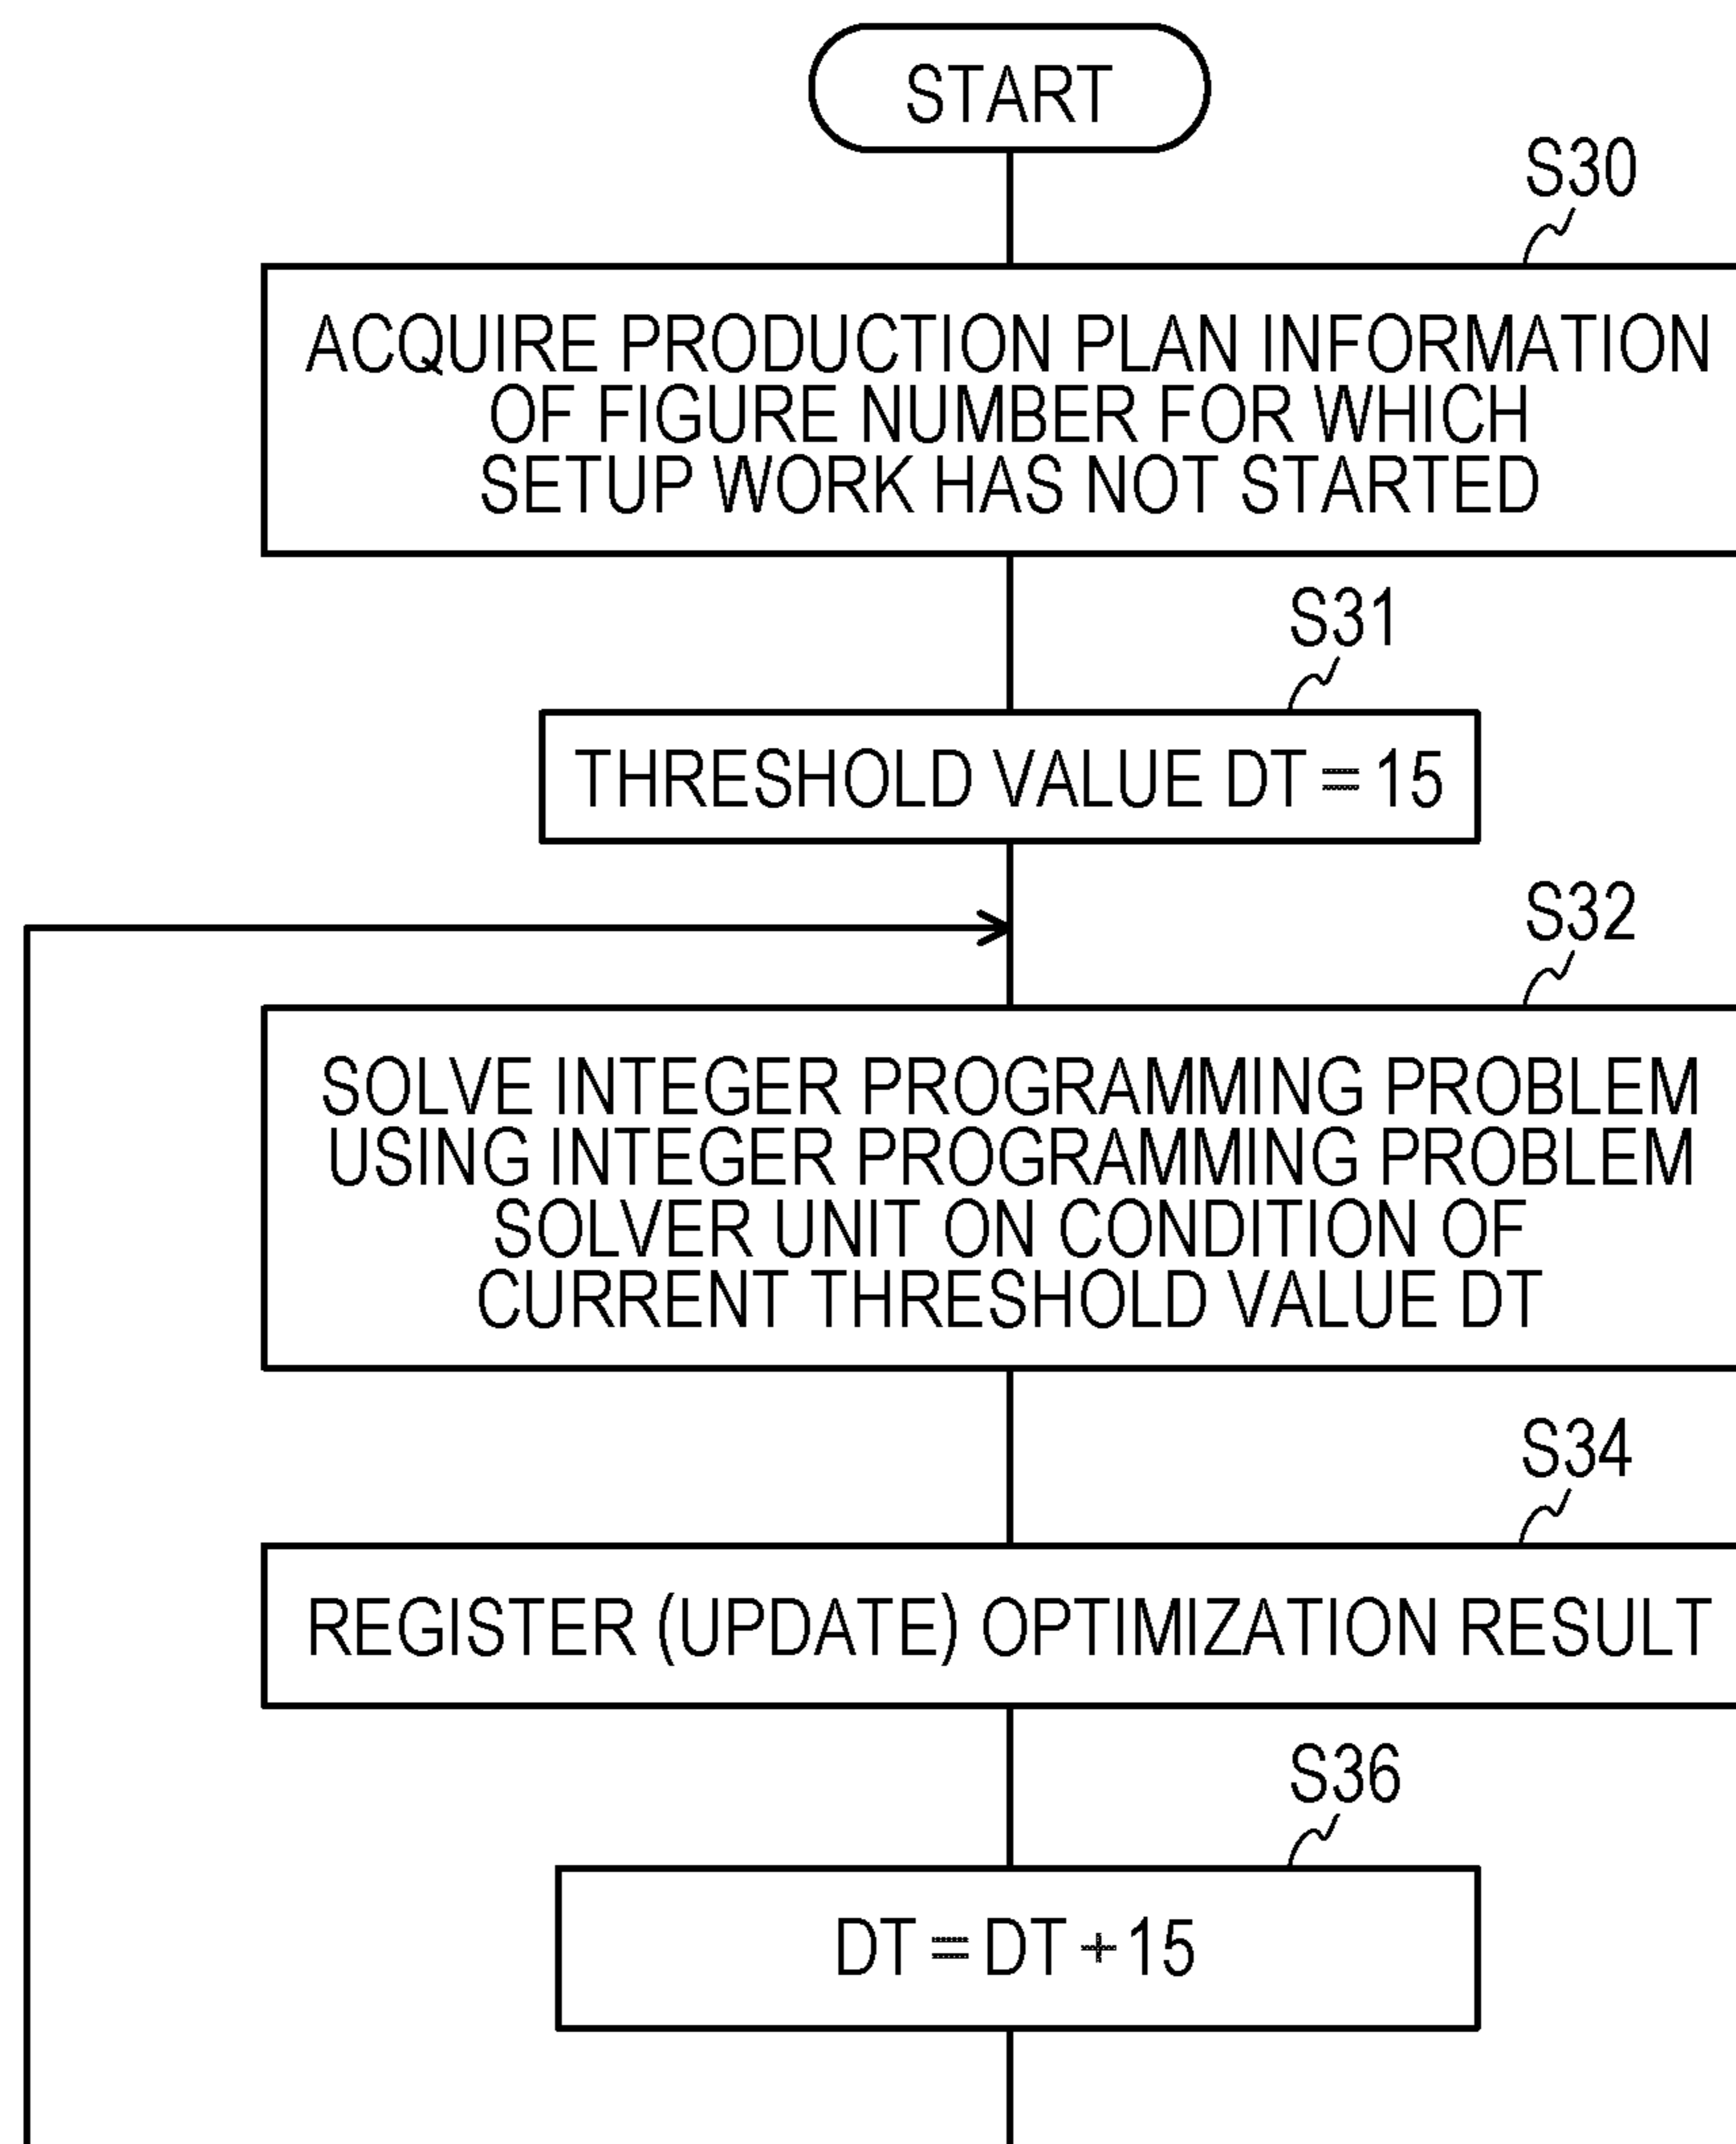 START
S30
ACQUIRE PRODUCTION PLAN INFORMATION
OF FIGURE NUMBER FOR WHICH
SETUP WORK HAS NOT STARTED
S31
THRESHOLD VALUE DT = 15
S32
SOLVE INTEGER PROGRAMMING PROBLEM
USING INTEGER PROGRAMMING PROBLEM
SOLVER UNIT ON CONDITION OF
CURRENT THRESHOLD VALUE DT
S34
REGISTER (UPDATE) OPTIMIZATION RESULT
S36
DT = DT + 15